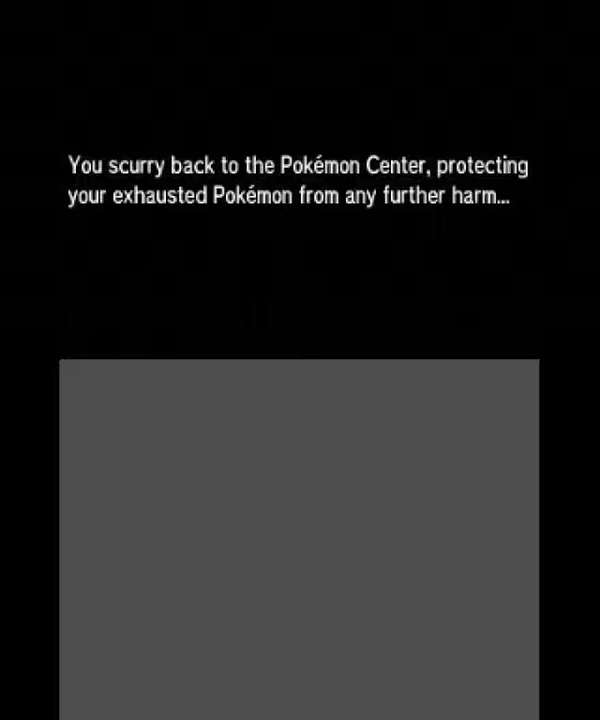 You scurry back to the Pokémon Center, protecting
your exhausted Pokémon from any further harm...